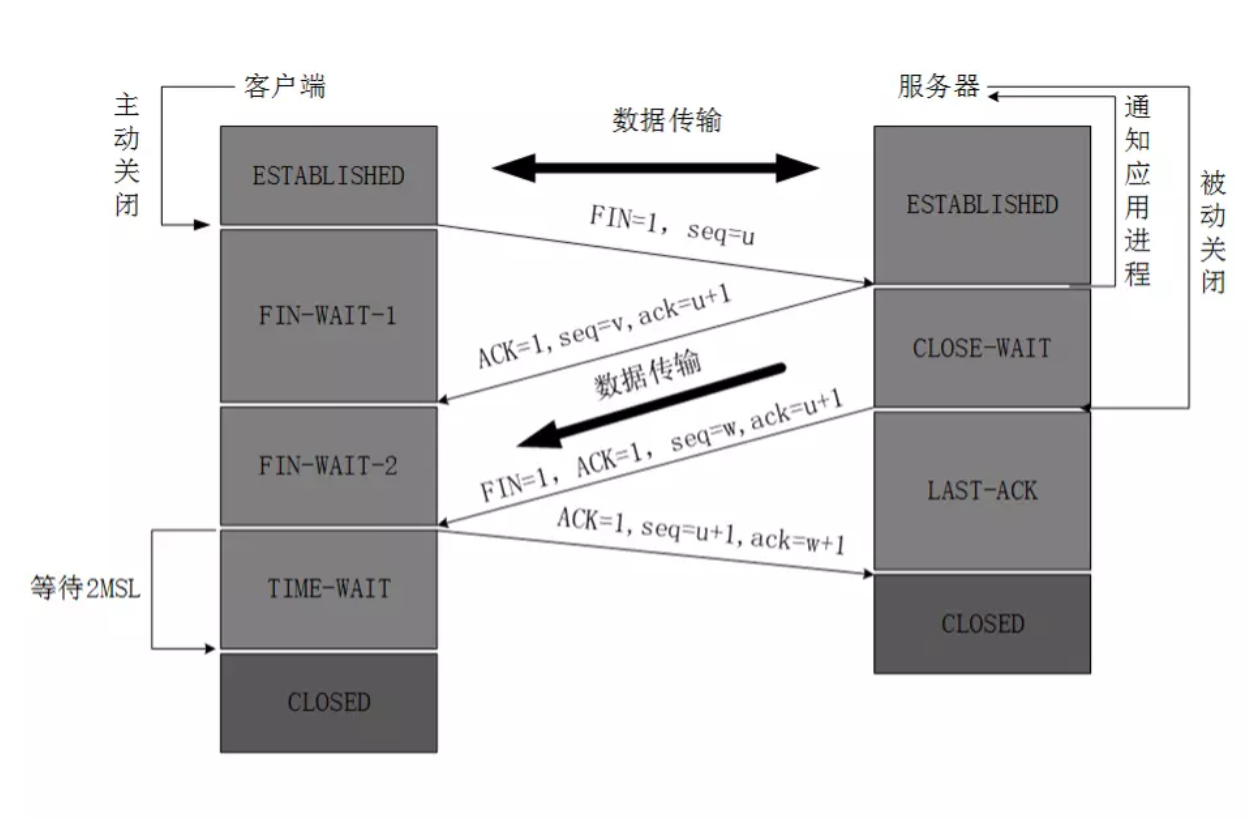 客户端
服务器
主动关闭
数据传输
通知应用进程
被动关闭
ESTABLISHED
ESTABLISHED
FIN=1, seq=u
FIN-WAIT-1
ACK=1,seq=v,ack=u+1
CLOSE-WAIT
数据传输
FIN=1, ACK=1, seq=w,ack=u+1
FIN-WAIT-2
LAST-ACK
ACK=1,seq=u+1,ack=w+1
等待2MSL
TIME-WAIT
CLOSED
CLOSED